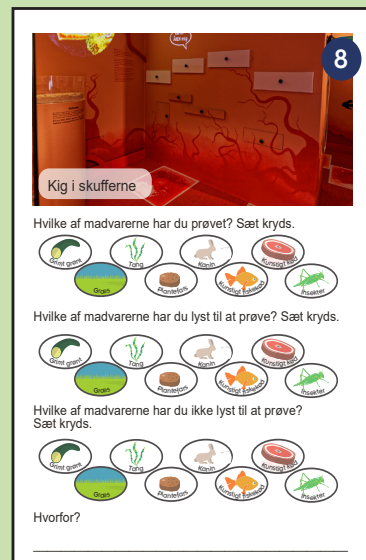 8
Kig i skufferne
Hvilke af madvarerne har du prøvet? Sæt kryds.
Grimt grønt
Tang
Kanin
Kunstigt kød
Græs
Plantefars
Kunstigt fiskekød
Insekter
Hvilke af madvarerne har du lyst til at prøve? Sæt kryds.
Grimt grønt
Tang
Kanin
Kunstigt kød
Græs
Plantefars
Kunstigt fiskekød
Insekter
Hvilke af madvarerne har du ikke lyst til at prøve?
Sæt kryds.
Grimt grønt
Tang
Kanin
Kunstigt kød
Græs
Plantefars
Kunstigt fiskekød
Insekter
Hvorfor?